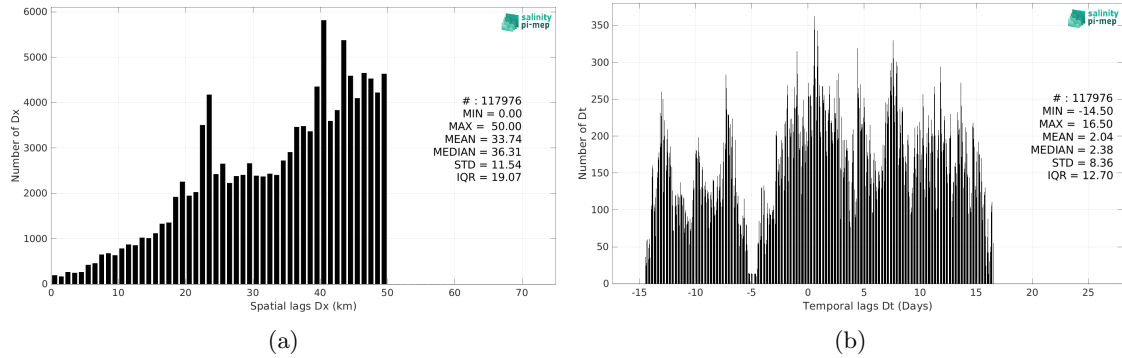 salinity
pi-mep
6000
5000
4000
3000
2000
1000
0
Number of Dx
# : 117976
MIN = 0.00
MAX = 50.00
MEAN = 33.74
MEDIAN = 36.31
STD = 11.54
IQR = 19.07
0 10 20 30 40 50 60 70
Spatial lags Dx (km)
(a)
salinity
pi-mep
350
300
250
200
150
100
50
0
Number of Dt
# : 117976
MIN = -14.50
MAX = 16.50
MEAN = 2.04
MEDIAN = 2.38
STD = 8.36
IQR = 12.70
-15 -10 -5 0 5 10 15 20 25
Temporal lags Dt (Days)
(b)